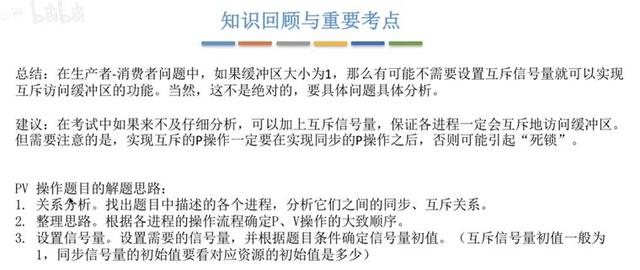 知识回顾与重要考点
总结：在生产者-消费者问题中，如果缓冲区大小为1，那么有可能不需要设置互斥信号量就可以实现
互斥访问缓冲区的功能。当然，这不是绝对的，要具体问题具体分析。
建议：在考试中如果来不及仔细分析，可以加上互斥信号量，保证各进程一定会互斥地访问缓冲区。
但需要注意的是，实现互斥的P操作一定要在实现同步的P操作之后，否则可能引起“死锁”。
PV 操作题目的解题思路：
1. 关系分析。找出题目中描述的各个进程，分析它们之间的同步、互斥关系。
2. 整理思路。根据各进程的操作流程确定P、V操作的大致顺序。
3. 设置信号量。设置需要的信号量，并根据题目条件确定信号量初值。（互斥信号量初值一般为
1，同步信号量的初始值要看对应资源的初始值是多少）